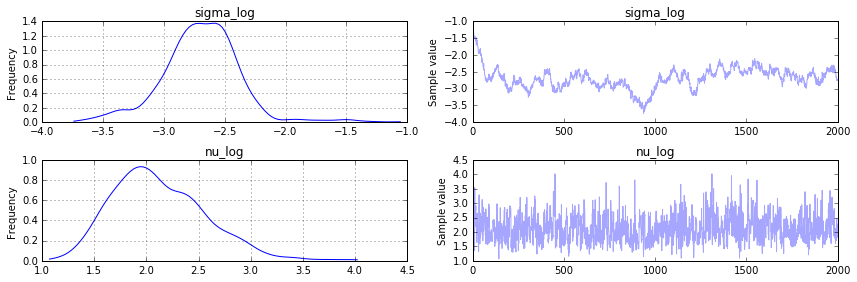 sigma_log
Frequency
1.4
1.2
1.0
0.8
0.6
0.4
0.2
0.0
−4.0 −3.5 −3.0 −2.5 −2.0 −1.5 −1.0
sigma_log
Sample value
−1.0
−1.5
−2.0
−2.5
−3.0
−3.5
−4.0
0 500 1000 1500 2000
nu_log
Frequency
1.0
0.8
0.6
0.4
0.2
0.0
1.0 1.5 2.0 2.5 3.0 3.5 4.0 4.5
nu_log
Sample value
4.5
4.0
3.5
3.0
2.5
2.0
1.5
1.0
0 500 1000 1500 2000